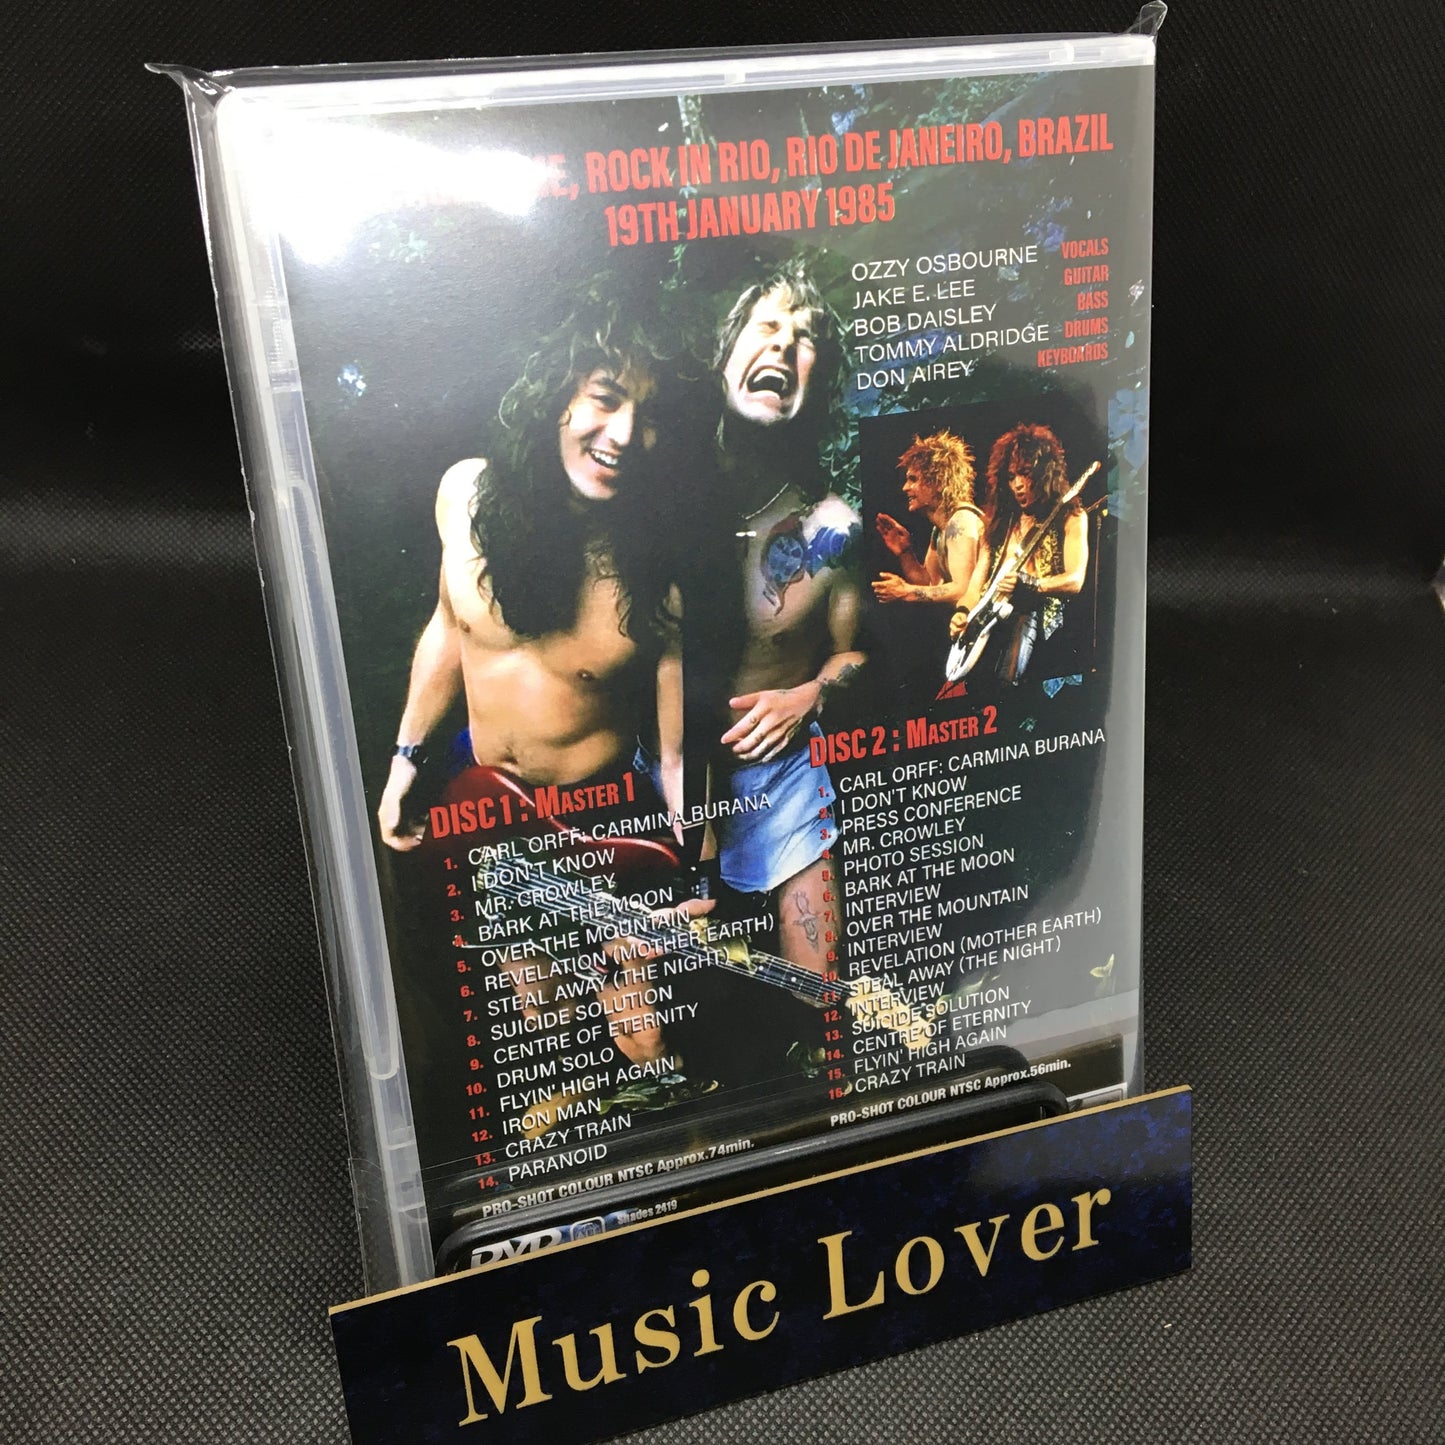 ROCK IN RIO, RIO DE JANEIRO, BRAZIL
19TH JANUARY 1985
OZZY OSBOURNE VOCALS
JAKE E. LEE GUITAR
BOB DAISLEY BASS
TOMMY ALDRIDGE DRUMS
DON AIREY KEYBOARDS
DISC 1 : MASTER 1
1. CARL ORFF: CARMINA BURANA
2. I DON'T KNOW
3. MR. CROWLEY
4. BARK AT THE MOON
5. OVER THE MOUNTAIN
6. REVELATION (MOTHER EARTH)
7. STEAL AWAY (THE NIGHT)
8. SUICIDE SOLUTION
9. CENTRE OF ETERNITY
10. DRUM SOLO
11. FLYIN' HIGH AGAIN
12. IRON MAN
13. CRAZY TRAIN
14. PARANOID
PRO-SHOT COLOUR NTSC Approx.74min.
DISC 2 : MASTER 2
1. CARL ORFF: CARMINA BURANA
2. I DON'T KNOW
3. PRESS CONFERENCE
4. MR. CROWLEY
5. PHOTO SESSION
6. BARK AT THE MOON
7. INTERVIEW
8. OVER THE MOUNTAIN
9. INTERVIEW
10. REVELATION (MOTHER EARTH)
11. STEAL AWAY (THE NIGHT)
12. INTERVIEW
13. SUICIDE SOLUTION
14. CENTRE OF ETERNITY
15. FLYIN' HIGH AGAIN
16. CRAZY TRAIN
PRO-SHOT COLOUR NTSC Approx.56min.
DVD
Shades 2419
Music Lover